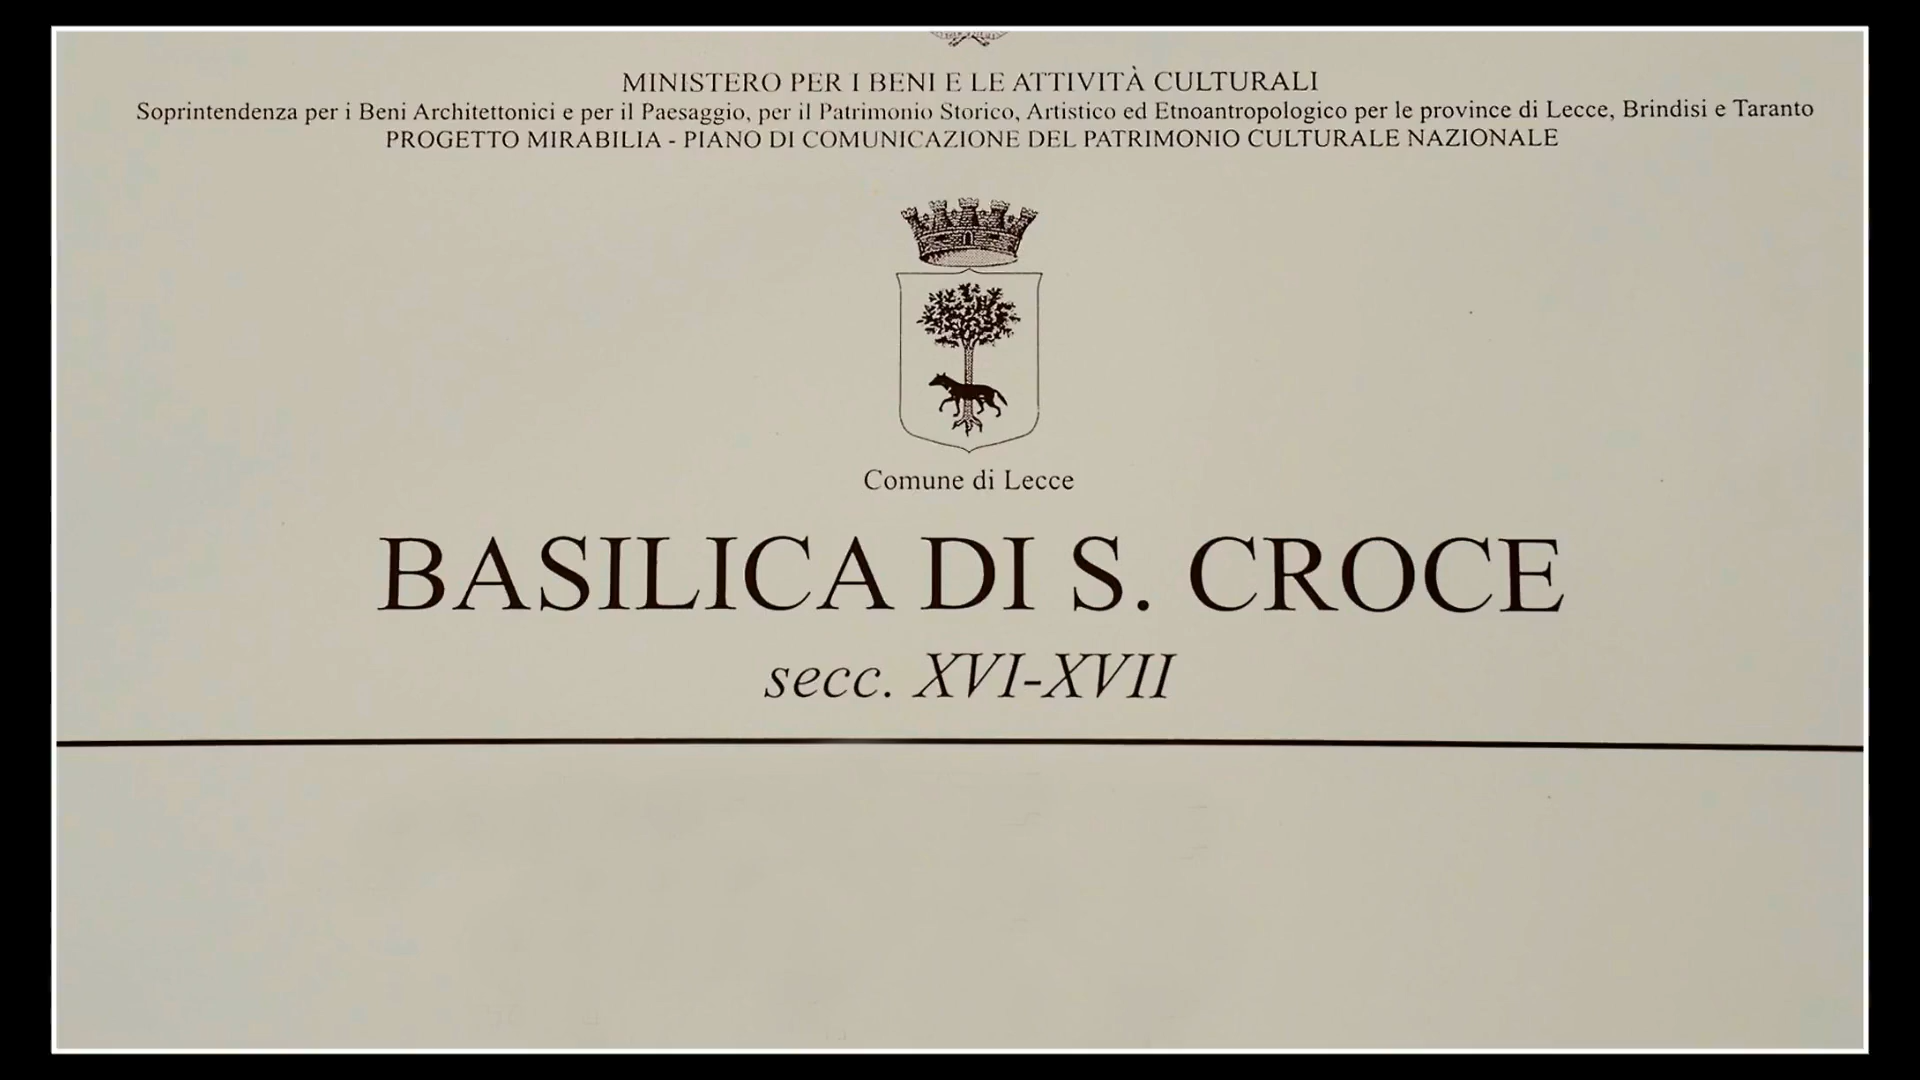 MINISTERO PER I BENI E LE ATTIVITÀ CULTURALI
Soprintendenza per i Beni Architettonici e per il Paesaggio, per il Patrimonio Storico, Artistico ed Etnoantropologico per le province di Lecce, Brindisi e Taranto
PROGETTO MIRABILIA - PIANO DI COMUNICAZIONE DEL PATRIMONIO CULTURALE NAZIONALE
Comune di Lecce
BASILICA DI S. CROCE
secc. XVI-XVII